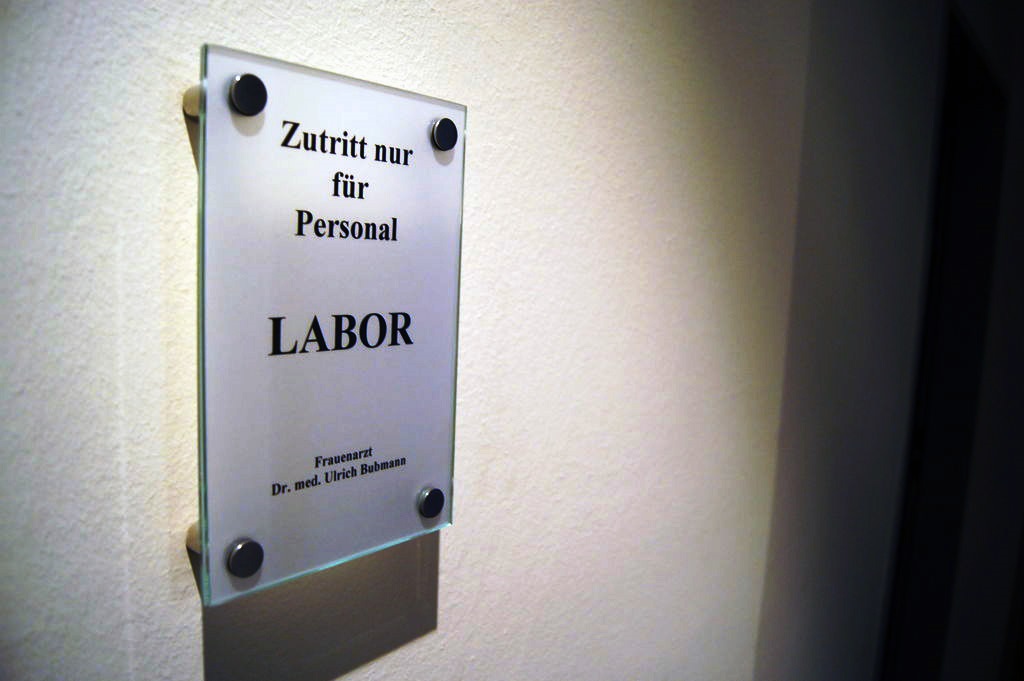 Zutritt nur
für
Personal
LABOR
Frauenarzt
Dr. med. Ulrich Bubmann